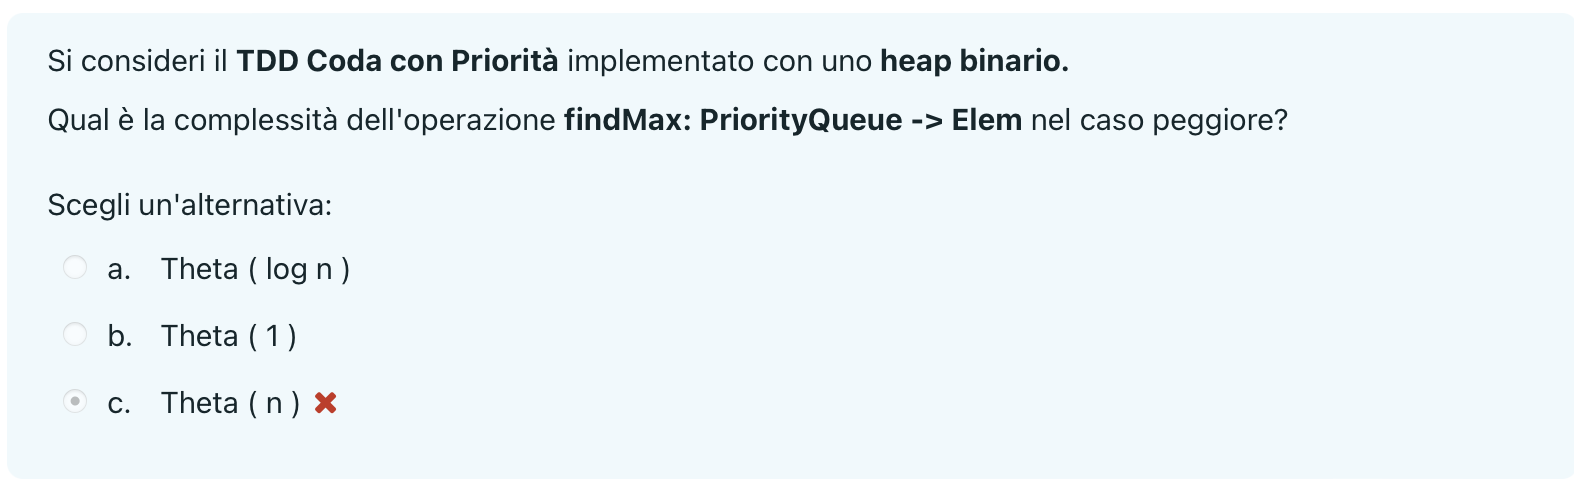 Si consideri il TDD Coda con Priorità implementato con uno heap binario.
Qual è la complessità dell'operazione findMax: PriorityQueue -> Elem nel caso peggiore?
Scegli un'alternativa:
a. Theta ( log n )
b. Theta ( 1 )
c. Theta ( n )